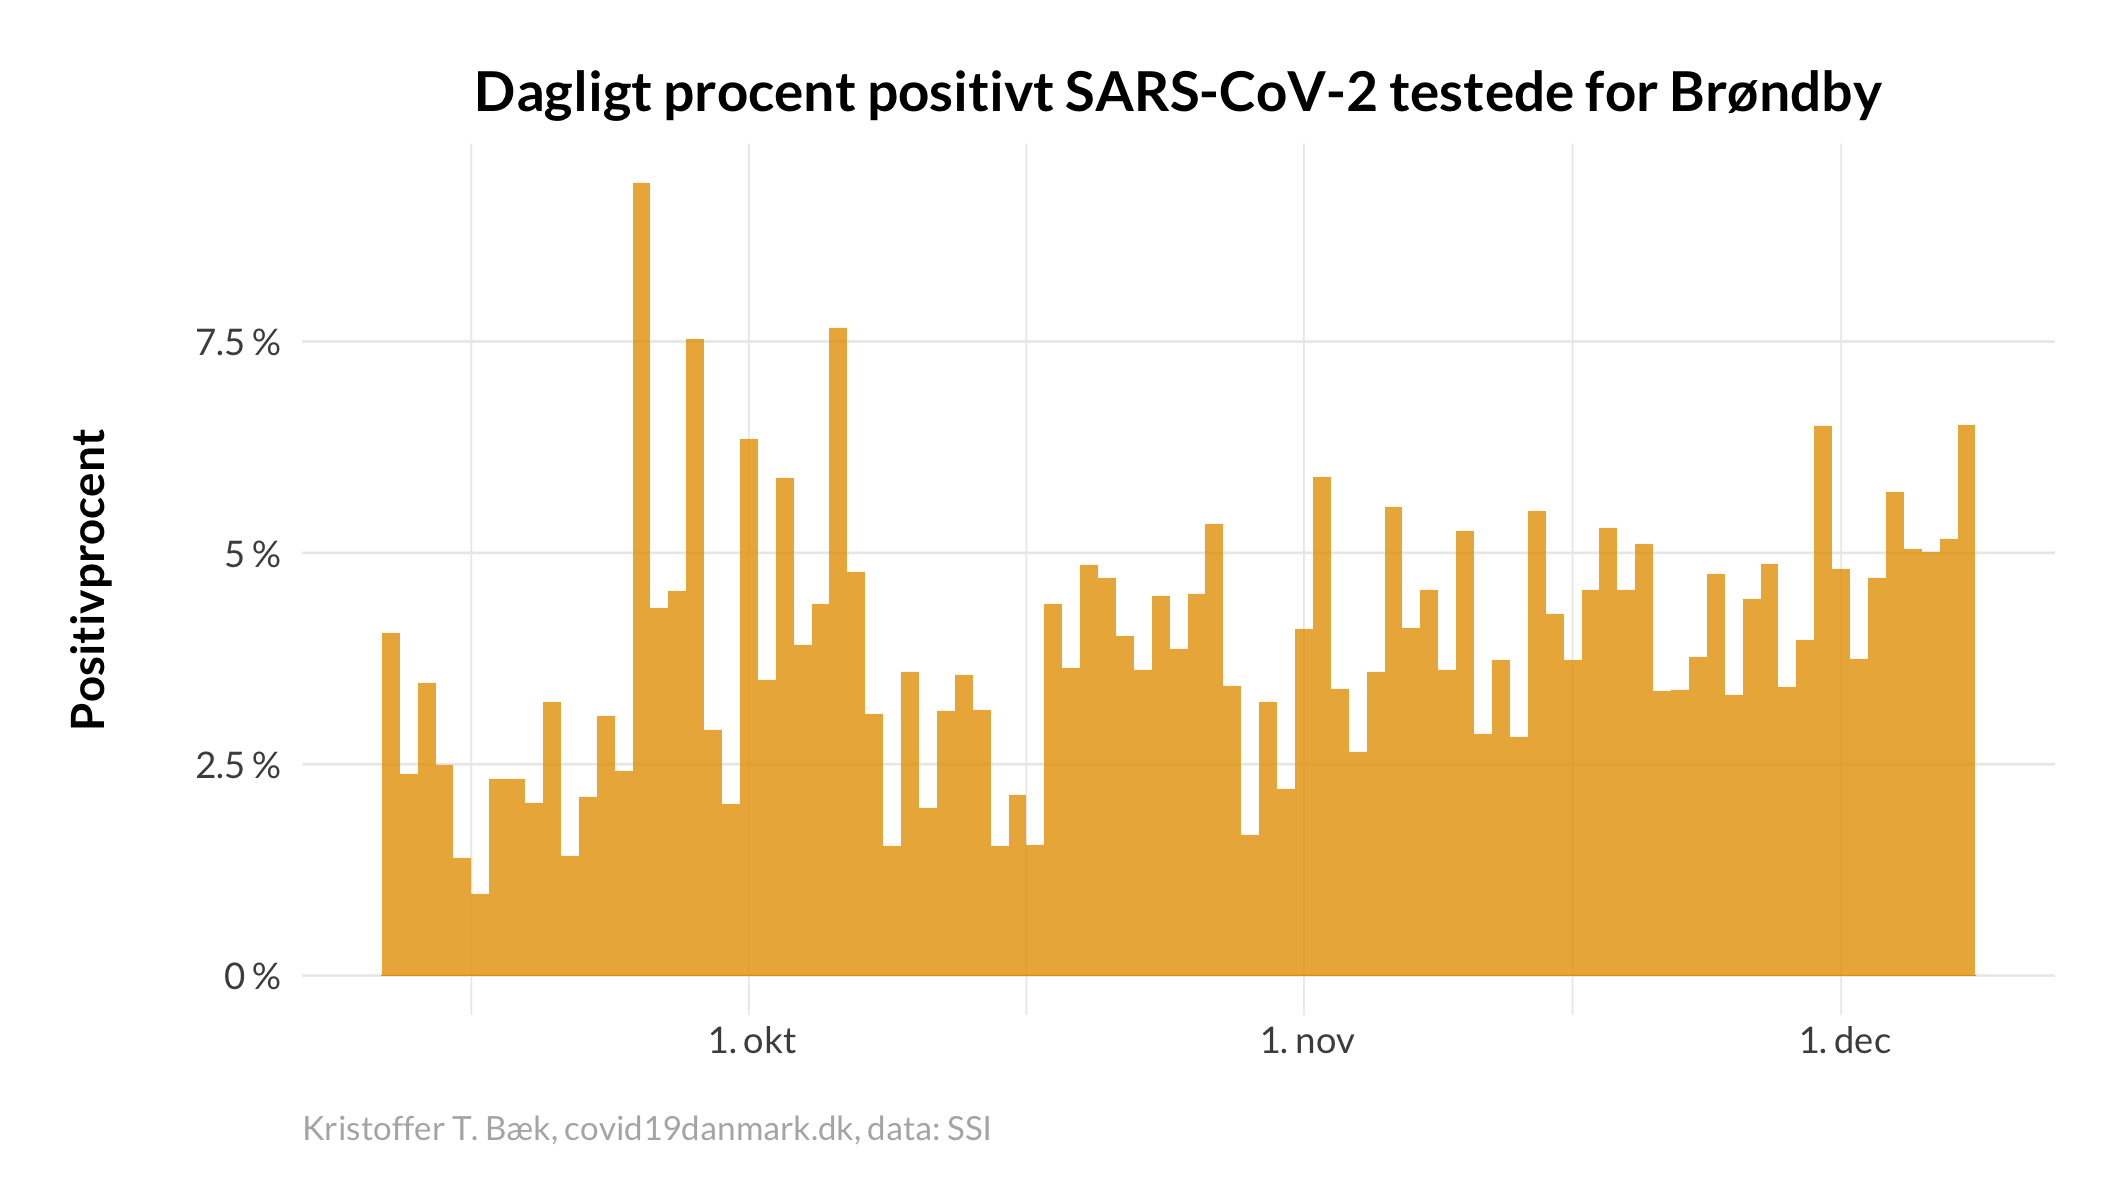 Dagligt procent positivt SARS-CoV-2 testede for Brøndby
Positivprocent
7.5 %
5 %
2.5 %
0 %
1. okt
1. nov
1. dec
Kristoffer T. Bæk, covid19danmark.dk, data: SSI